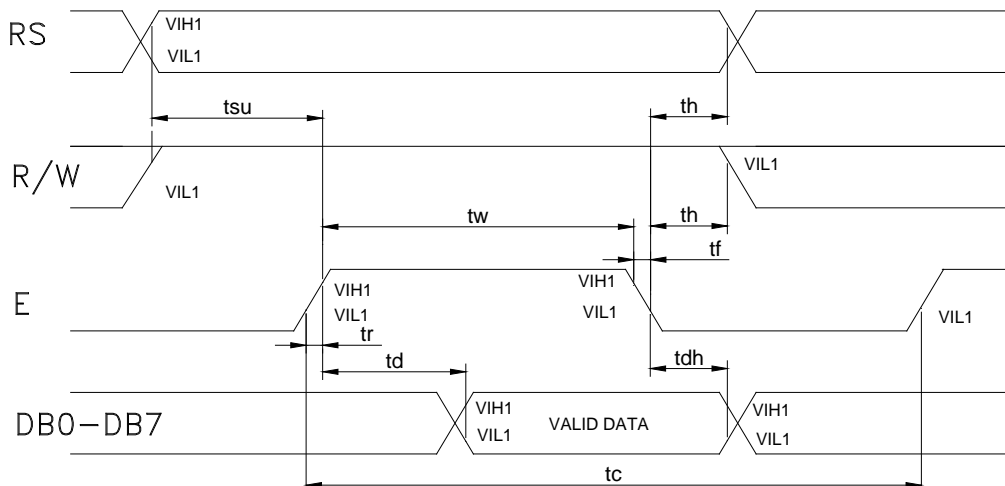 RS
VIH1
VIL1
tsu
th
R/W
VIL1
VIL1
tw
th
tf
E
VIH1
VIL1
VIH1
VIL1
VIL1
tr
td
tdh
DB0-DB7
VIH1
VIL1
VALID DATA
VIH1
VIL1
tc